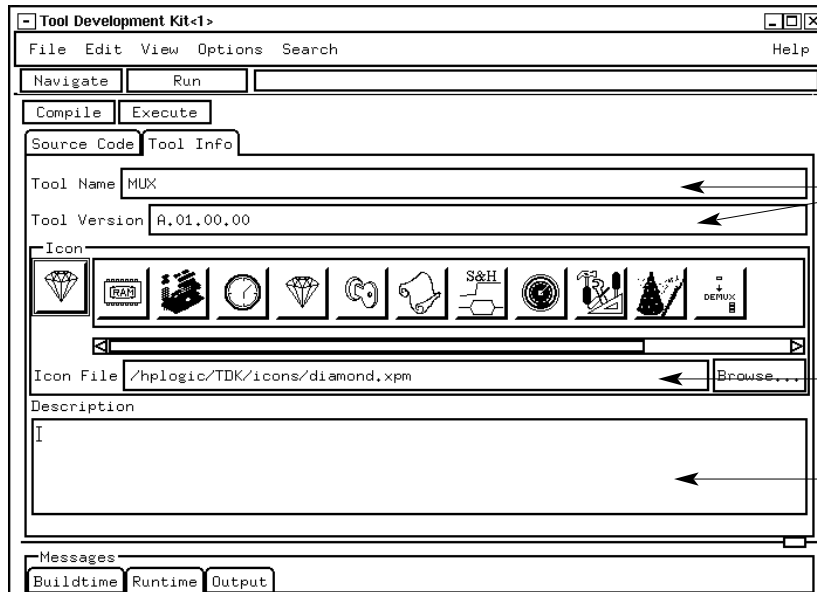 Tool Development Kit<1>
File Edit View Options Search Help
Navigate Run
Compile Execute
Source Code Tool Info
Tool Name MUX
Tool Version A.01.00.00
Icon
RAM S&H DEMUX
Icon File /hplogic/TDK/icons/diamond.xpm Browse...
Description
Messages
Buildtime Runtime Output